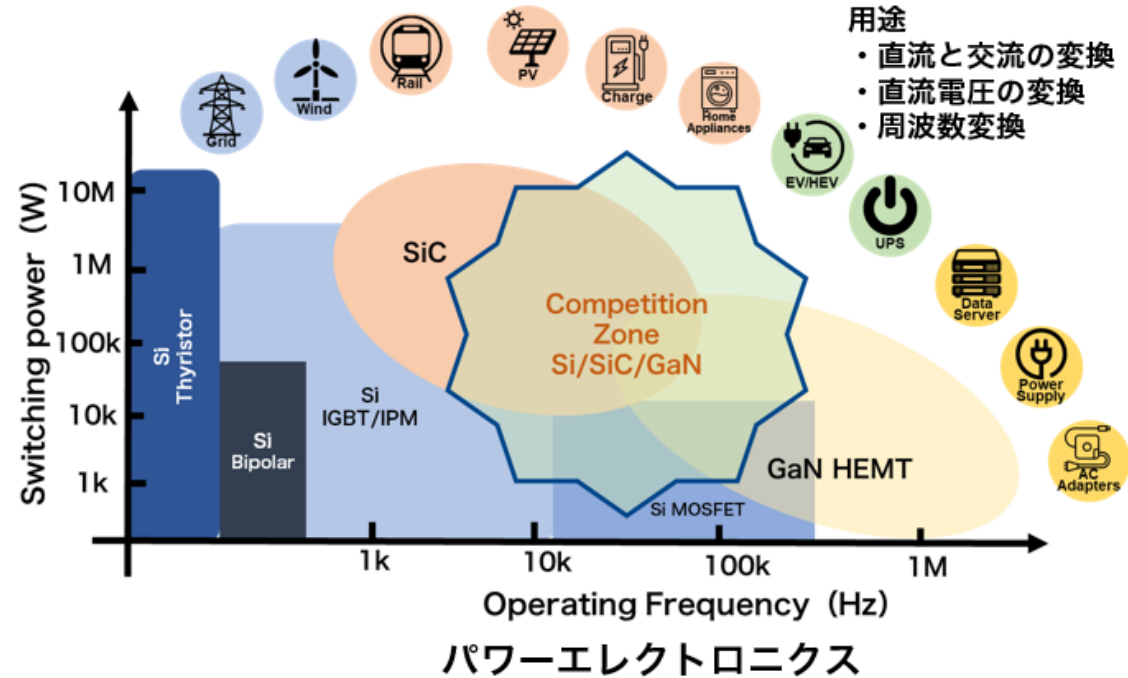 用途
・直流と交流の変換
・直流電圧の変換
・周波数変換
Grid
Wind
Rail
PV
Charge
Home
Appliances
EV/HEV
UPS
Data
Server
Power
Supply
AC
Adapters
Switching power（W）
10M
1M
100k
10k
1k
Si
Thyristor
Si
Bipolar
Si
IGBT/IPM
SiC
Competition
Zone
Si/SiC/GaN
GaN HEMT
Si MOSFET
1k
10k
100k
1M
Operating Frequency（Hz）
パワーエレクトロニクス